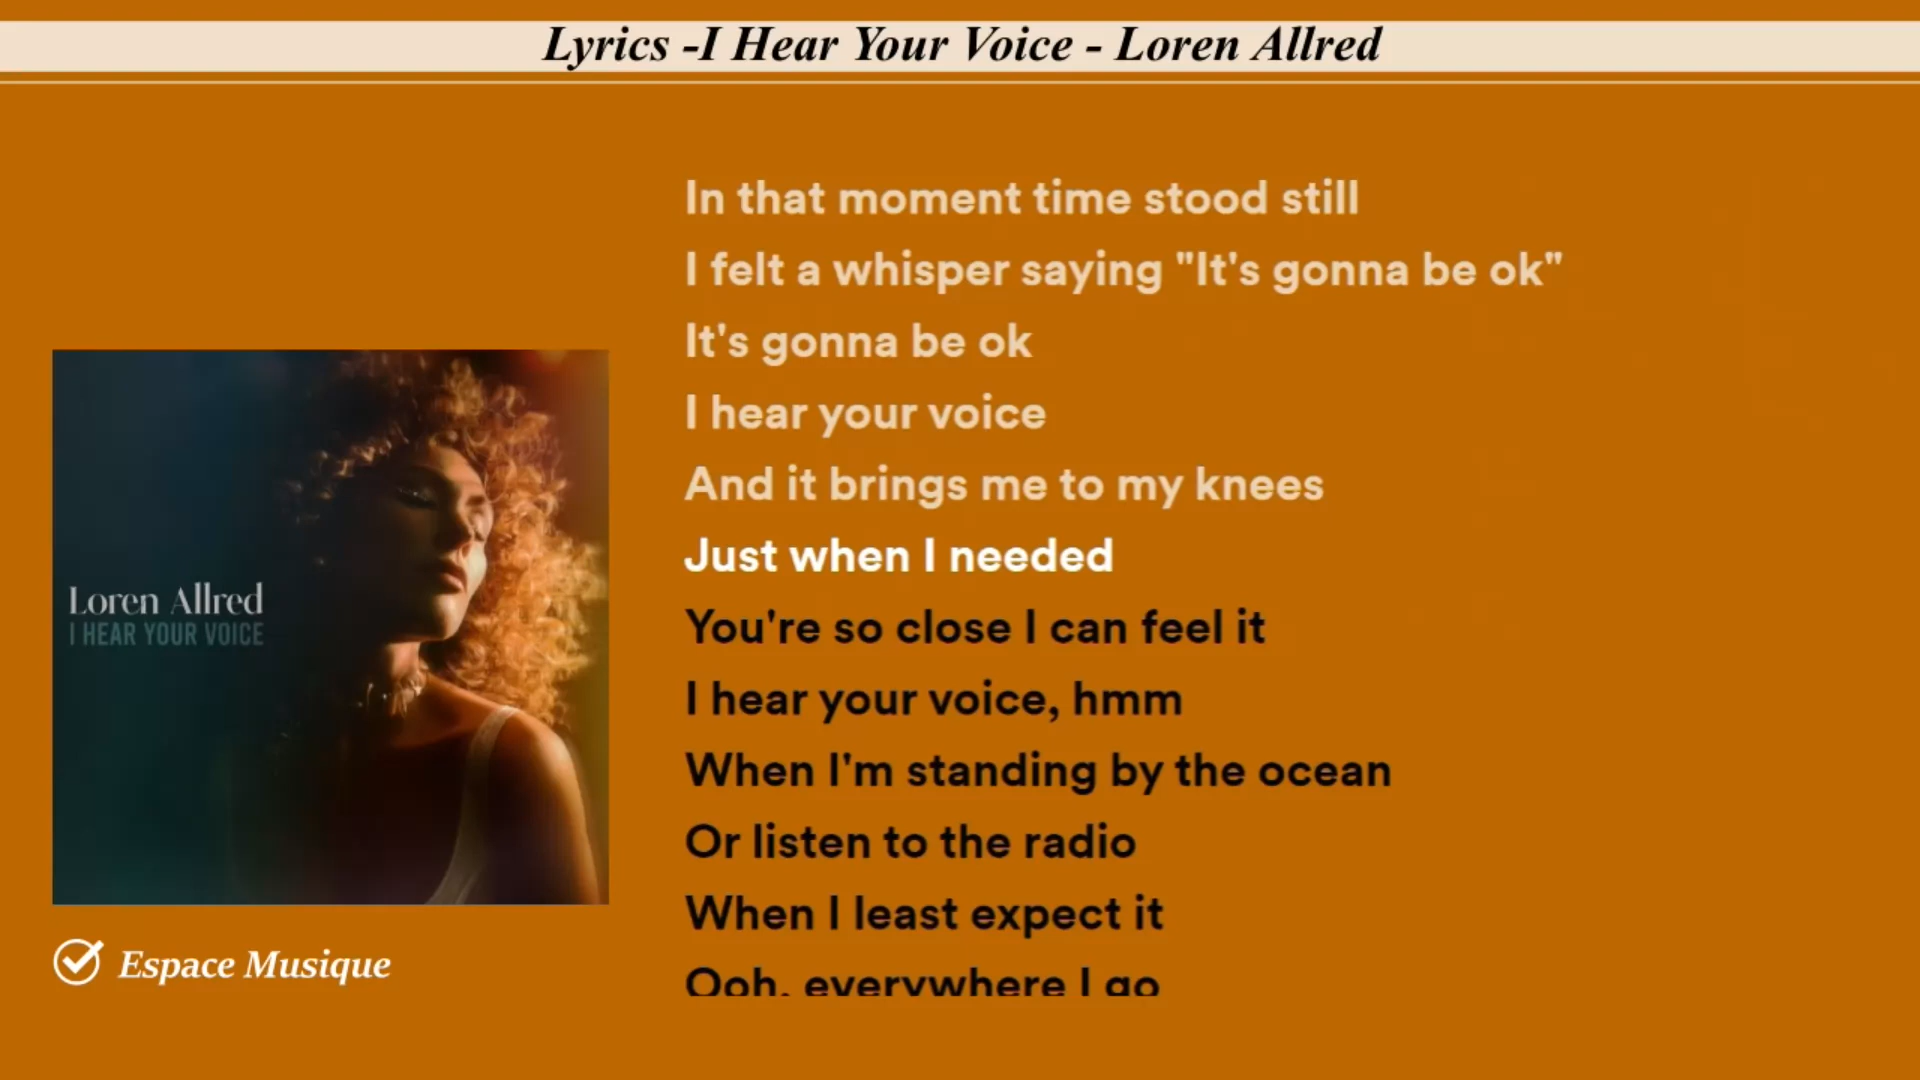 Lyrics -I Hear Your Voice - Loren Allred
In that moment time stood still
I felt a whisper saying "It's gonna be ok"
It's gonna be ok
I hear your voice
And it brings me to my knees
Just when I needed
You're so close I can feel it
I hear your voice, hmm
When I'm standing by the ocean
Or listen to the radio
When I least expect it
Ooh, everywhere I go
Loren Allred
I HEAR YOUR VOICE
Espace Musique